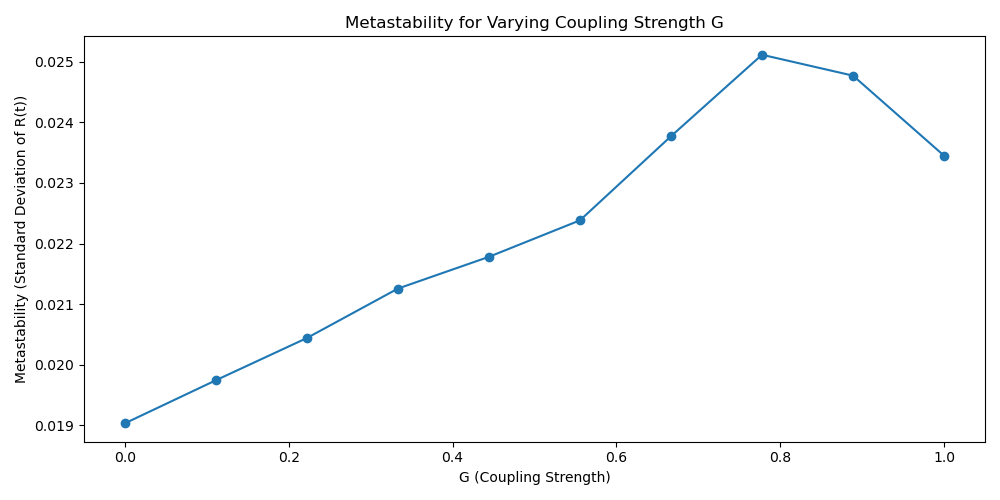 Metastability for Varying Coupling Strength G
Metastability (Standard Deviation of R(t))
0.025
0.024
0.023
0.022
0.021
0.020
0.019
0.0 0.2 0.4 0.6 0.8 1.0
G (Coupling Strength)